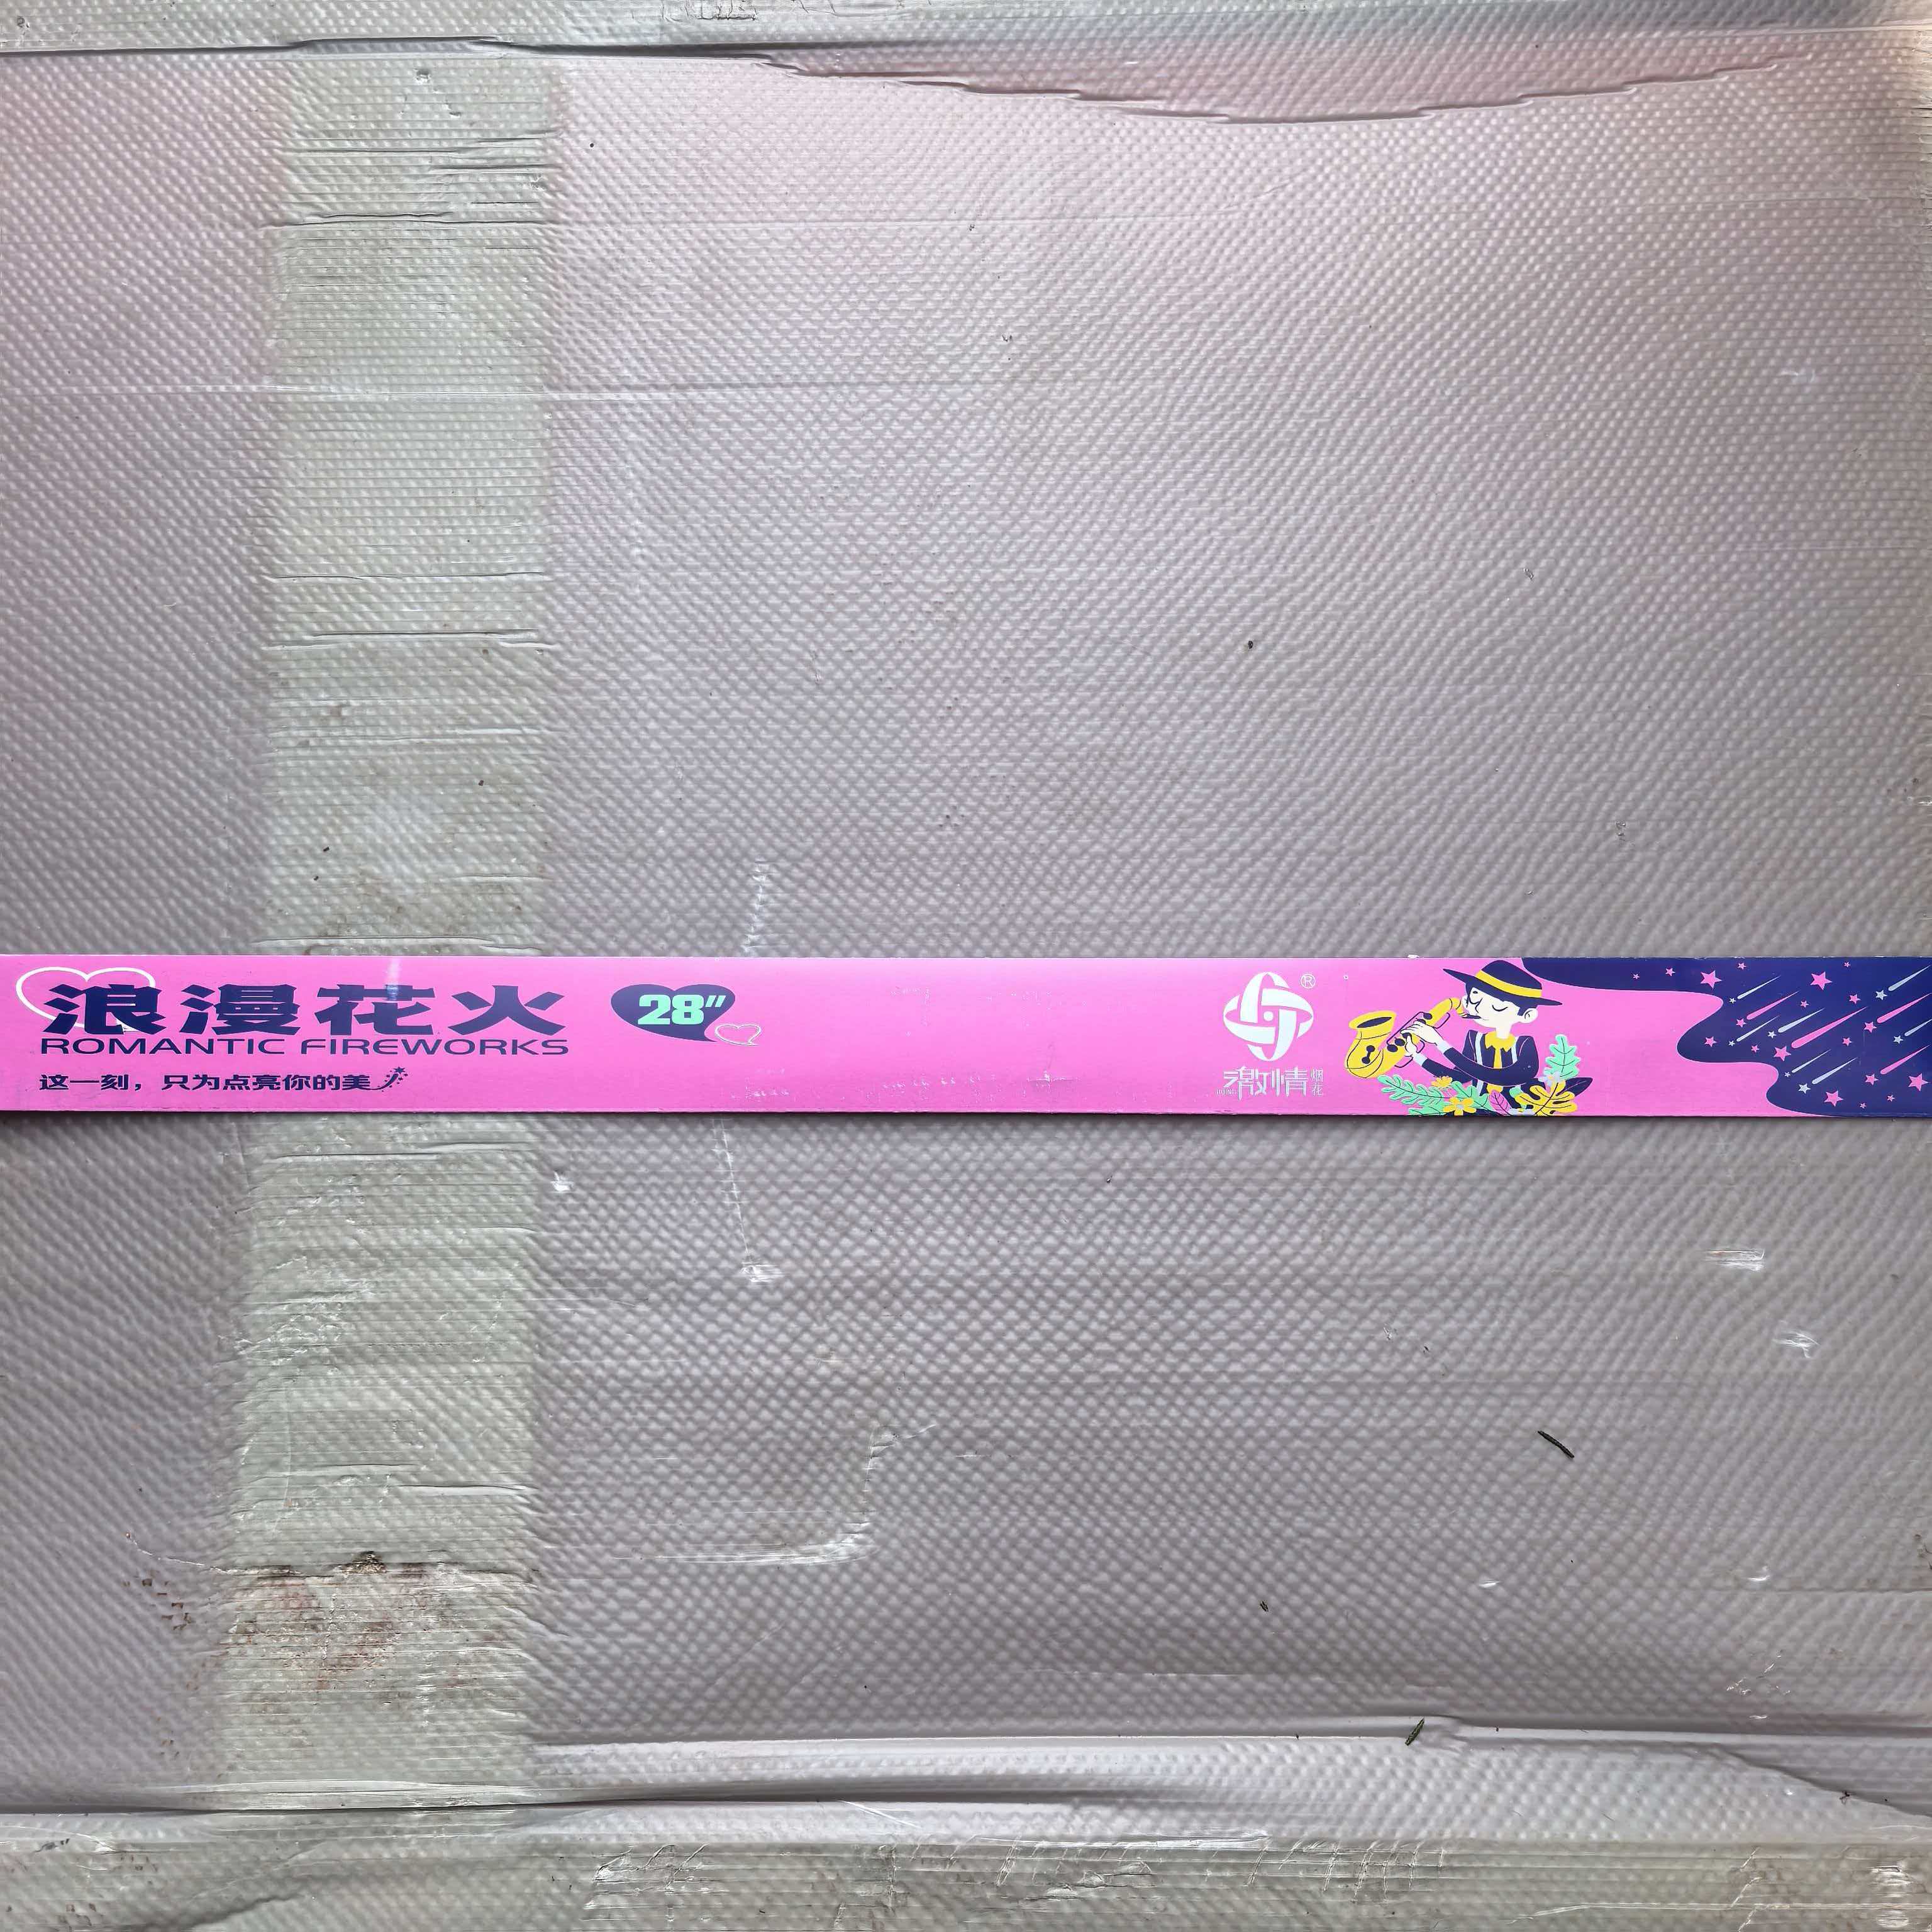 浪漫花火
ROMANTIC FIREWORKS
这一刻，只为点亮你的美
28"
®
激情
烟花